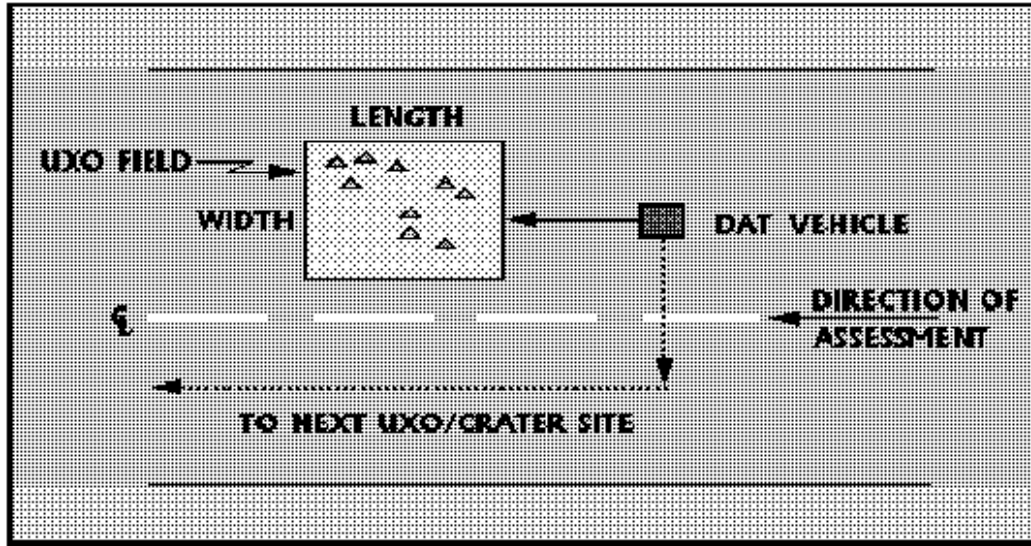 LENGTH
UXO FIELD
WIDTH
DAT VEHICLE
DIRECTION OF
ASSESSMENT
℄
TO NEXT UXO/CRATER SITE